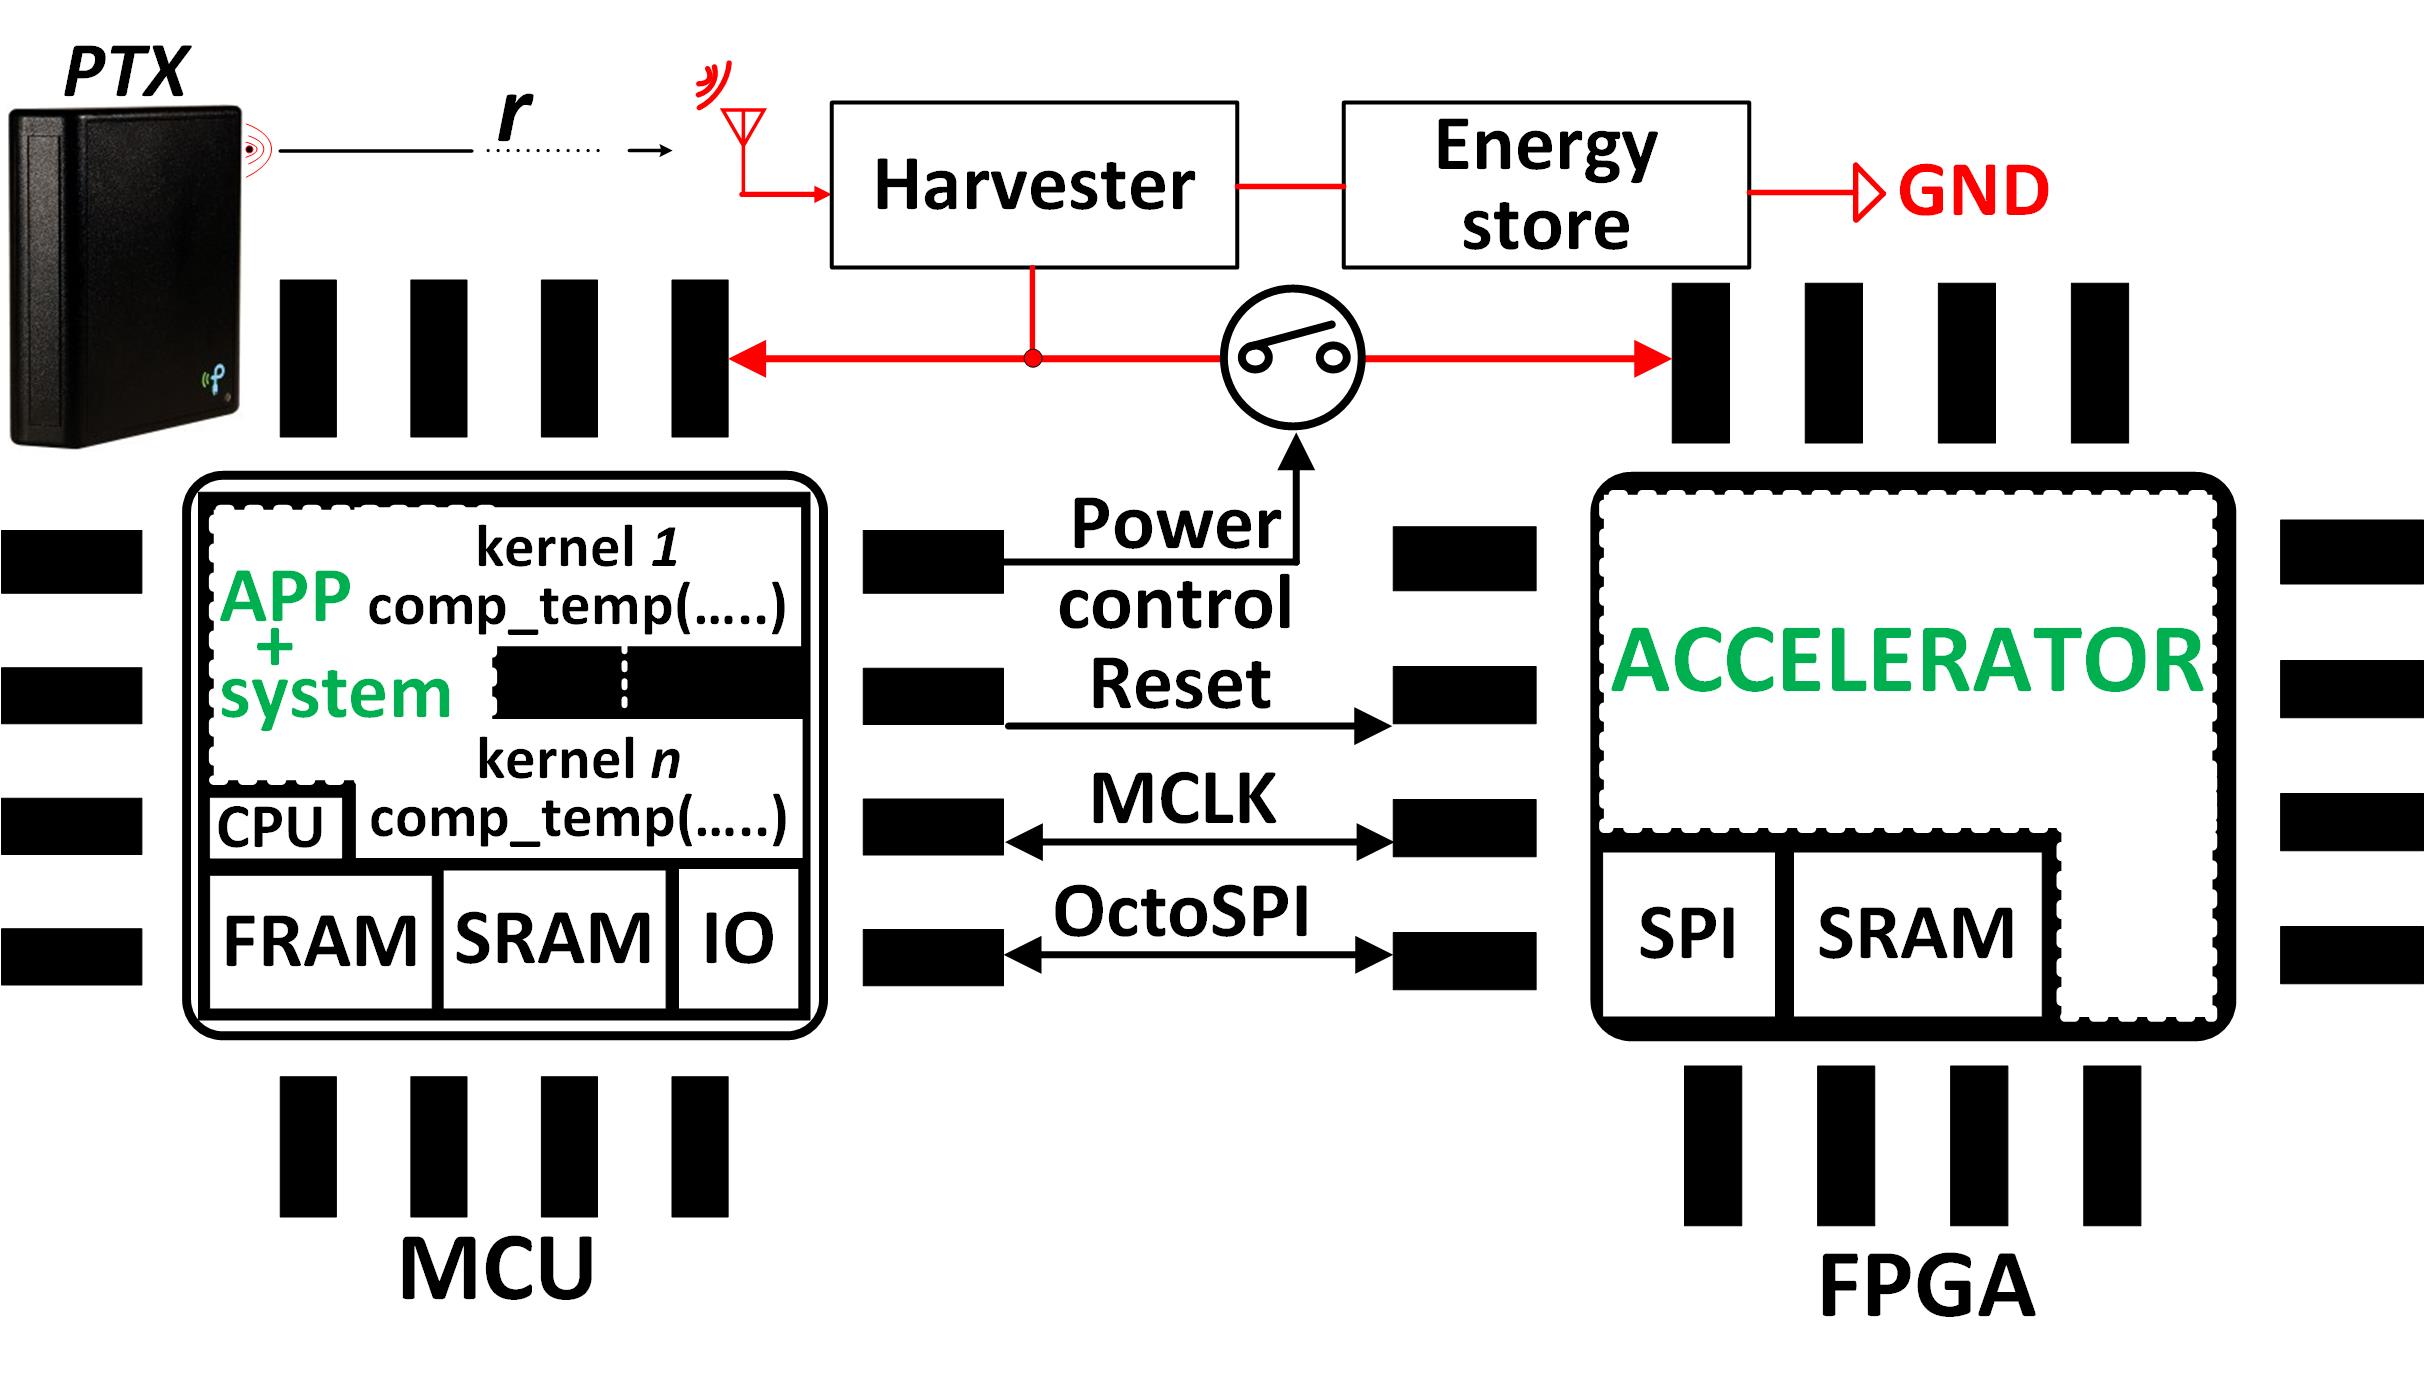 PTX
r
Harvester
Energy
store
GND
APP
+
system
kernel 1
comp_temp(.....)
kernel n
comp_temp(.....)
CPU
FRAM
SRAM
IO
MCU
Power
control
Reset
MCLK
OctoSPI
ACCELERATOR
SPI
SRAM
FPGA